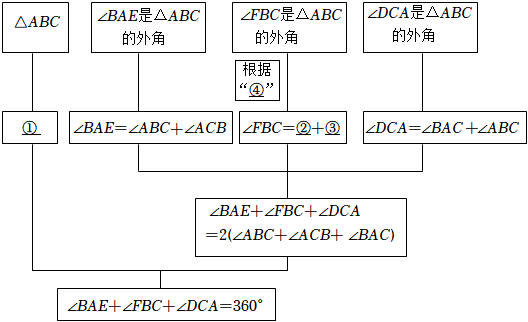 △ABC
∠BAE是△ABC
的外角
∠FBC是△ABC
的外角
∠DCA是△ABC
的外角
根据
“④”
①
∠BAE=∠ABC+∠ACB
∠FBC=②+③
∠DCA=∠BAC+∠ABC
∠BAE+∠FBC+∠DCA
=2(∠ABC+∠ACB+∠BAC)
∠BAE+∠FBC+∠DCA=360°